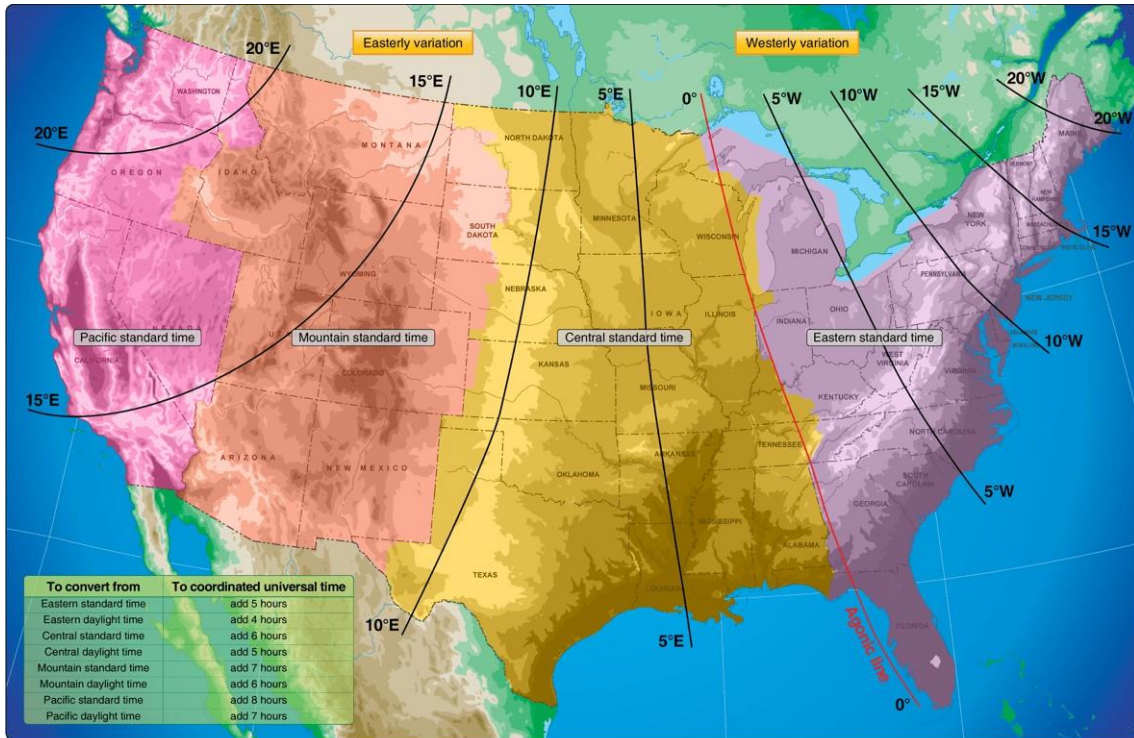 Easterly variation
Westerly variation
20°E
15°E
10°E
5°E
0°
5°W
10°W
15°W
20°W
20°W
WASHINGTON
MONTANA
NORTH DAKOTA
MAINE
20°E
OREGON
IDAHO
MINNESOTA
VERMONT
NEW
HAMPSHIRE
SOUTH
DAKOTA
WISCONSIN
MICHIGAN
NEW
YORK
15°W
WYOMING
PENNSYLVANIA
NEBRASKA
IOWA
ILLINOIS
INDIANA
OHIO
NEW JERSEY
Pacific standard time
Mountain standard time
Central standard time
Eastern standard time
10°W
CALIFORNIA
COLORADO
KANSAS
MISSOURI
WEST
VIRGINIA
VIRGINIA
KENTUCKY
15°E
ARIZONA
NEW MEXICO
OKLAHOMA
ARKANSAS
TENNESSEE
NORTH CAROLINA
SOUTH
CAROLINA
5°W
GEORGIA
MISSISSIPPI
ALABAMA
TEXAS
LOUISIANA
10°E
5°E
FLORIDA
Agonic line
0°
To convert from To coordinated universal time
Eastern standard time add 5 hours
Eastern daylight time add 4 hours
Central standard time add 6 hours
Central daylight time add 5 hours
Mountain standard time add 7 hours
Mountain daylight time add 6 hours
Pacific standard time add 8 hours
Pacific daylight time add 7 hours